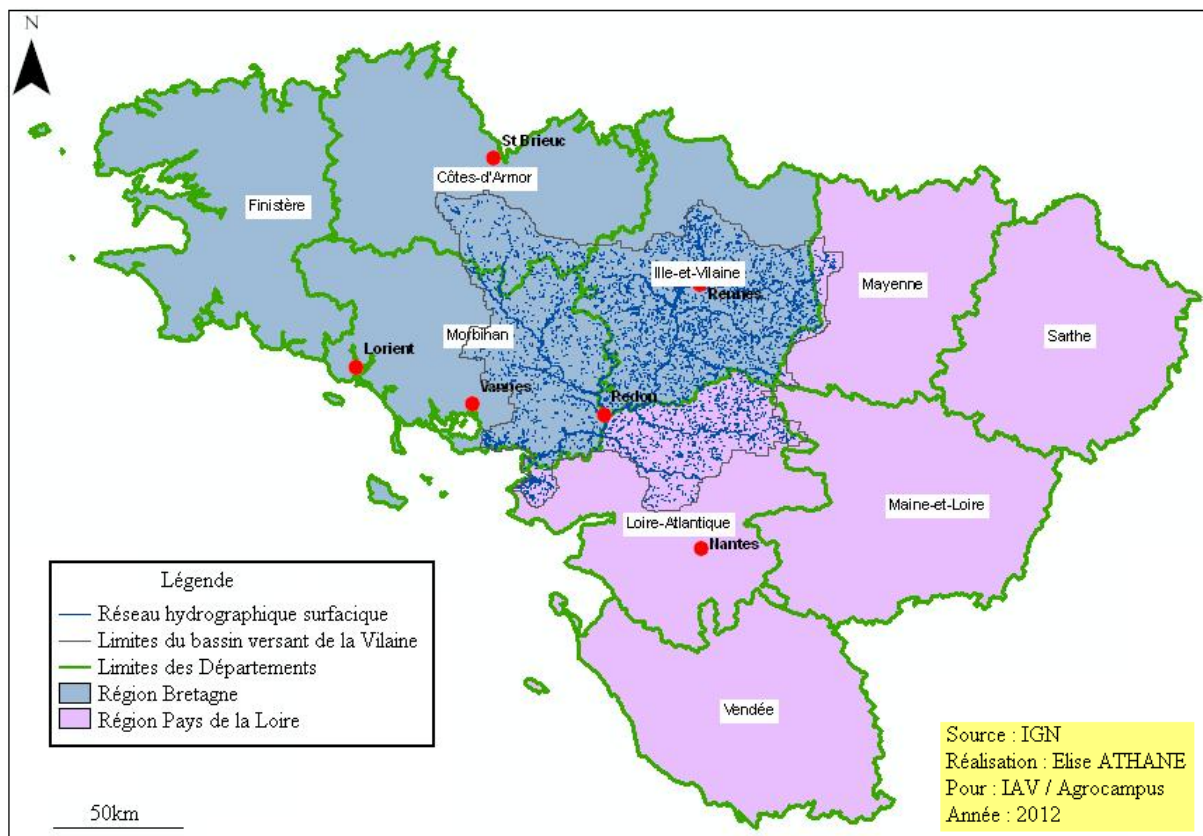 N
St Brieuc
Côtes-d'Armor
Finistère
Ille-et-Vilaine
Rennes
Mayenne
Morbihan
Sarthe
Lorient
Vannes
Redon
Maine-et-Loire
Loire-Atlantique
Nantes
Vendée
Légende
Réseau hydrographique surfacique
Limites du bassin versant de la Vilaine
Limites des Départements
Région Bretagne
Région Pays de la Loire
50km
Source : IGN
Réalisation : Elise ATHANE
Pour : IAV / Agrocampus
Année : 2012